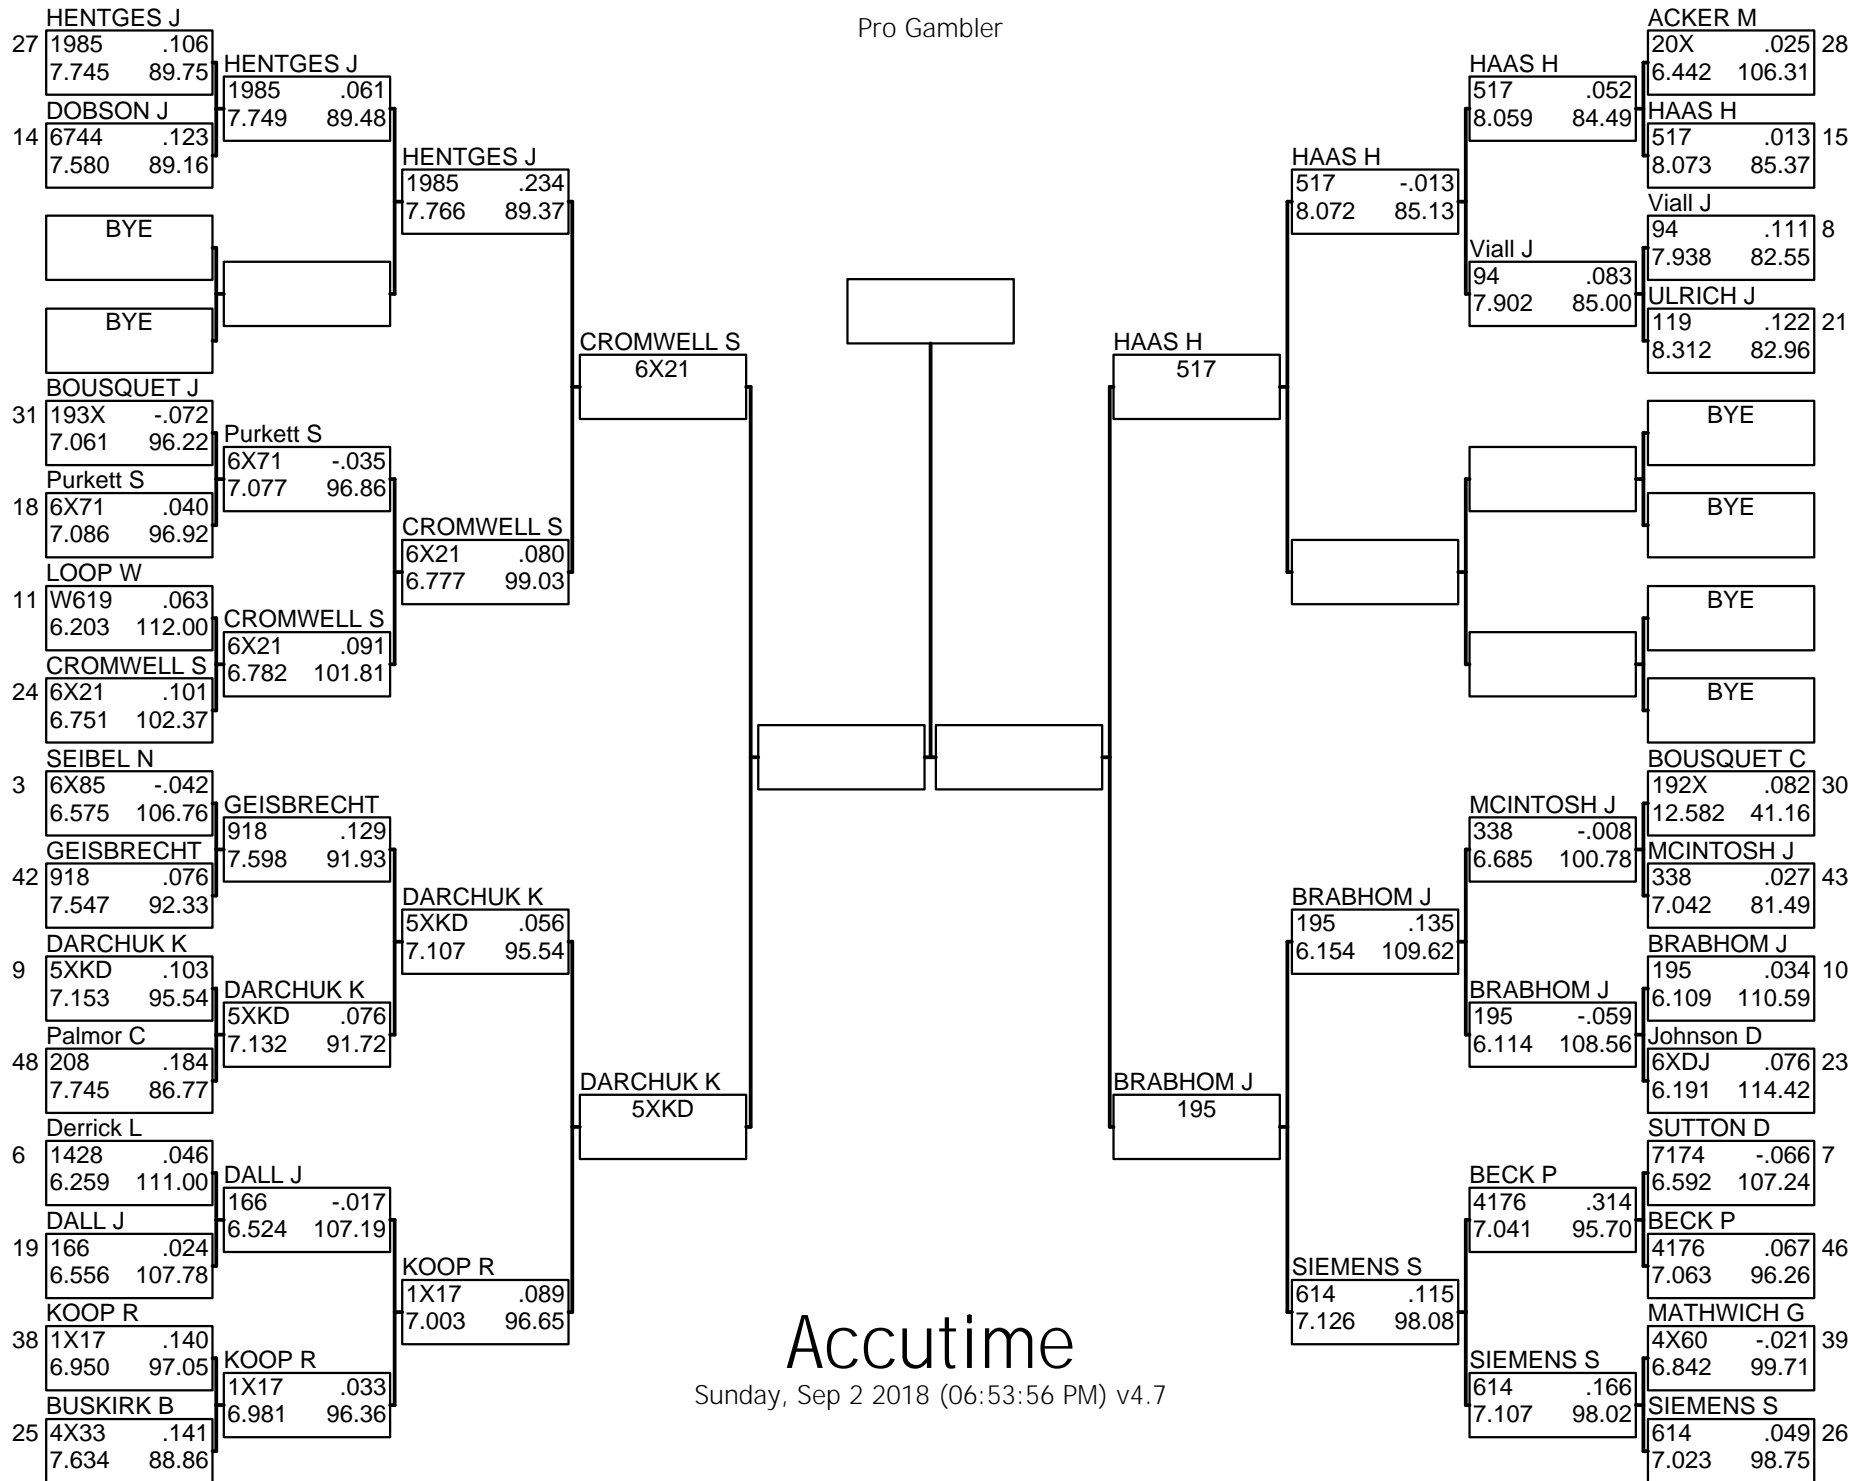 Pro Gambler
HENTGES J
27 1985 .106
7.745 89.75
DOBSON J
14 6744 .123
7.580 89.16
BYE
BYE
BOUSQUET J
31 193X -.072
7.061 96.22
Purkett S
18 6X71 .040
7.086 96.92
LOOP W
11 W619 .063
6.203 112.00
CROMWELL S
24 6X21 .101
6.751 102.37
SEIBEL N
3 6X85 -.042
6.575 106.76
GEISBRECHT
42 918 .076
7.547 92.33
DARCHUK K
9 5XKD .103
7.153 95.54
Palmor C
48 208 .184
7.745 86.77
Derrick L
6 1428 .046
6.259 111.00
DALL J
19 166 .024
6.556 107.78
KOOP R
38 1X17 .140
6.950 97.05
BUSKIRK B
25 4X33 .141
7.634 88.86
HENTGES J
1985 .061
7.749 89.48
Purkett S
6X71 -.035
7.077 96.86
CROMWELL S
6X21 .091
6.782 101.81
GEISBRECHT
918 .129
7.598 91.93
DARCHUK K
5XKD .076
7.132 91.72
DALL J
166 -.017
6.524 107.19
KOOP R
1X17 .033
6.981 96.36
HENTGES J
1985 .234
7.766 89.37
CROMWELL S
6X21 .080
6.777 99.03
DARCHUK K
5XKD .056
7.107 95.54
KOOP R
1X17 .089
7.003 96.65
CROMWELL S
6X21
DARCHUK K
5XKD
HAAS H
517
BRABHOM J
195
HAAS H
517 -.013
8.072 85.13
BRABHOM J
195 .135
6.154 109.62
SIEMENS S
614 .115
7.126 98.08
HAAS H
517 .052
8.059 84.49
Viall J
94 .083
7.902 85.00
MCINTOSH J
338 -.008
6.685 100.78
BRABHOM J
195 -.059
6.114 108.56
BECK P
4176 .314
7.041 95.70
SIEMENS S
614 .166
7.107 98.02
ACKER M
20X .025 28
6.442 106.31
HAAS H
517 .013 15
8.073 85.37
Viall J
94 .111 8
7.938 82.55
ULRICH J
119 .122 21
8.312 82.96
BYE
BYE
BYE
BYE
BOUSQUET C
192X .082 30
12.582 41.16
MCINTOSH J
338 .027 43
7.042 81.49
BRABHOM J
195 .034 10
6.109 110.59
Johnson D
6XDJ .076 23
6.191 114.42
SUTTON D
7174 -.066 7
6.592 107.24
BECK P
4176 .067 46
7.063 96.26
MATHWICH G
4X60 -.021 39
6.842 99.71
SIEMENS S
614 .049 26
7.023 98.75
Accutime
Sunday, Sep 2 2018 (06:53:56 PM) v4.7